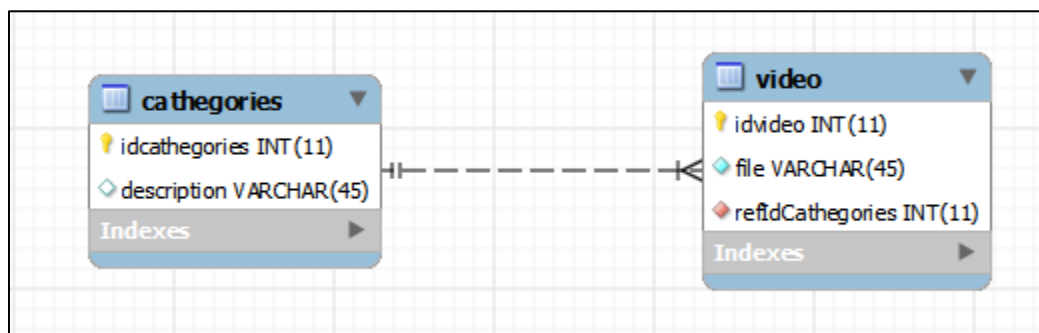 cathegories
idcathegories INT(11)
description VARCHAR(45)
Indexes
video
idvideo INT(11)
file VARCHAR(45)
refIdCathegories INT(11)
Indexes